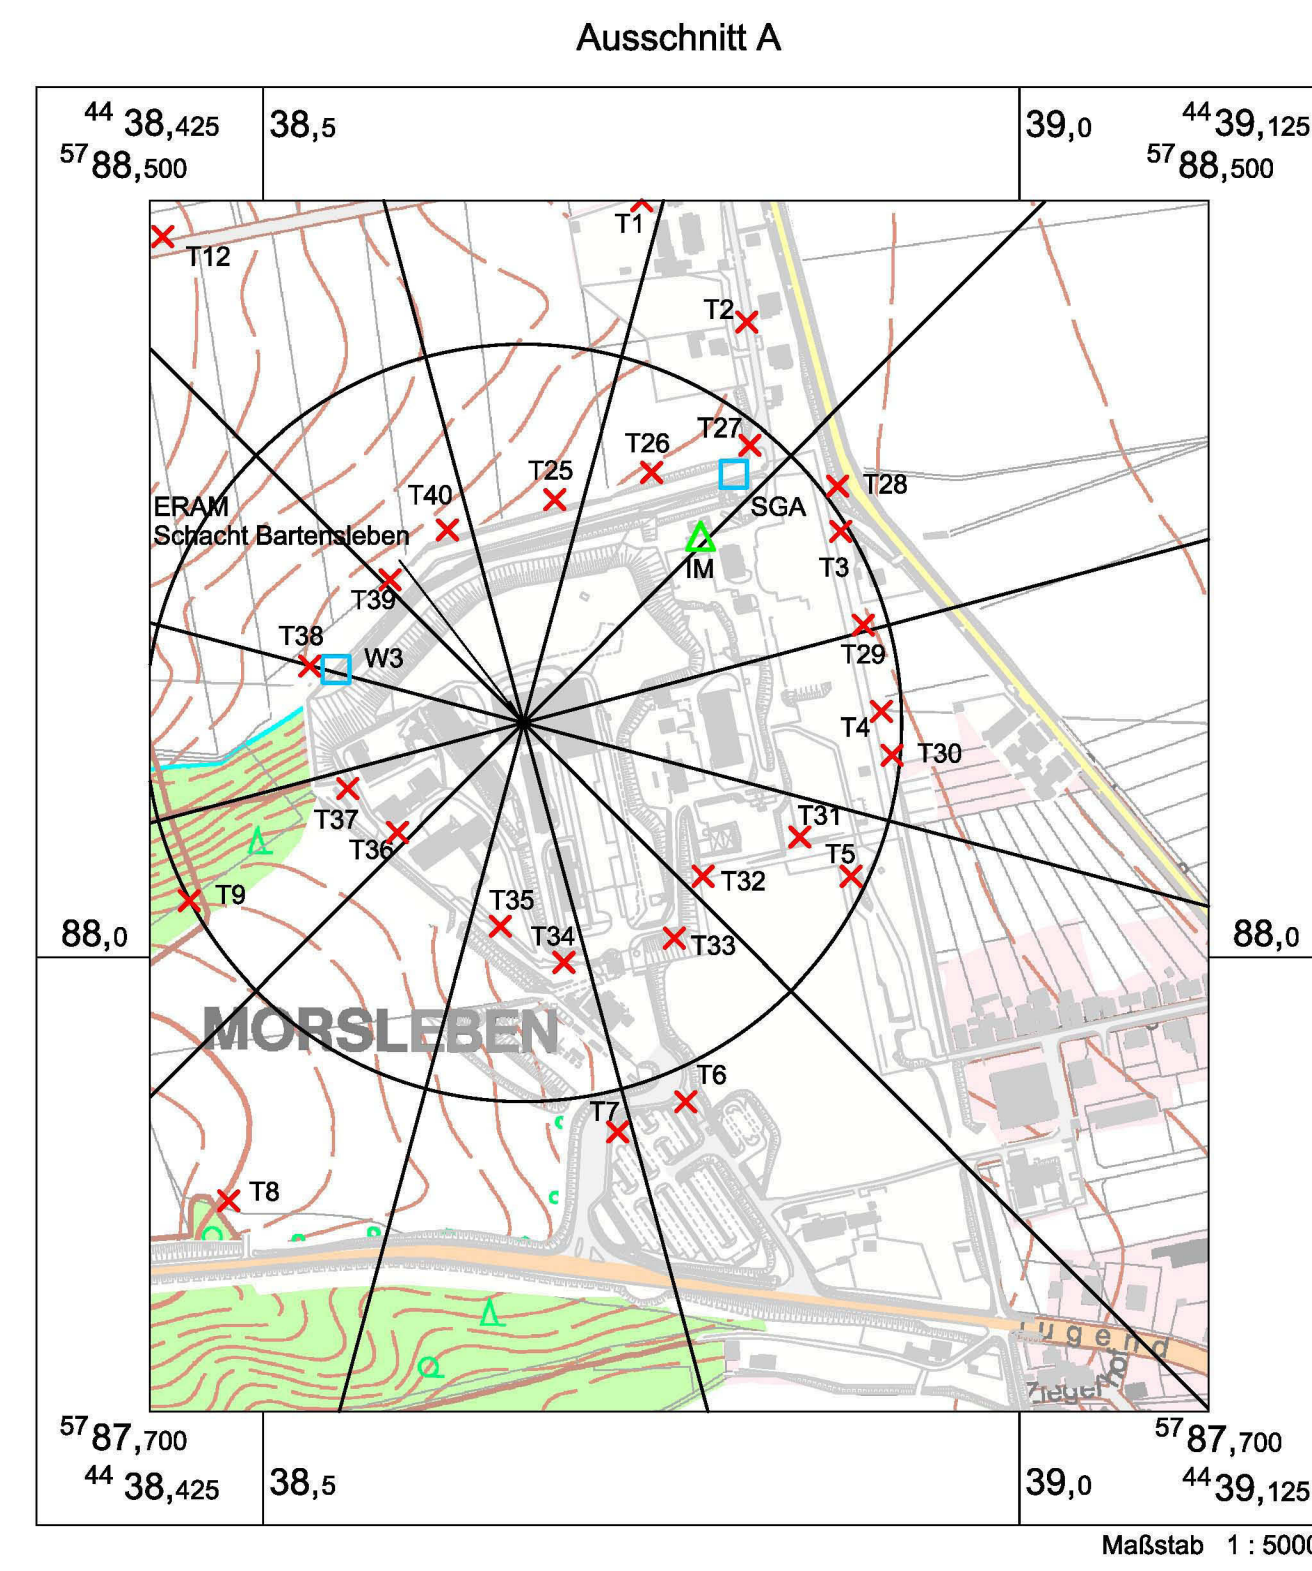 Ausschnitt A
44 38,425
57 88,500
38,5
39,0
44 39,125
57 88,500
T1
T12
T2
T27
T26
T25
T28
T40
SGA
ERAM
Schacht Bartensleben
T3
IM
T39
T38
W3
T29
T4
T30
T37
T31
T36
T5
T32
T9
T35
T34
T33
88,0
88,0
MORSLEBEN
T6
T7
T8
Jugend
57 87,700
44 38,425
38,5
39,0
57 87,700
44 39,125
Maßstab 1 : 5000